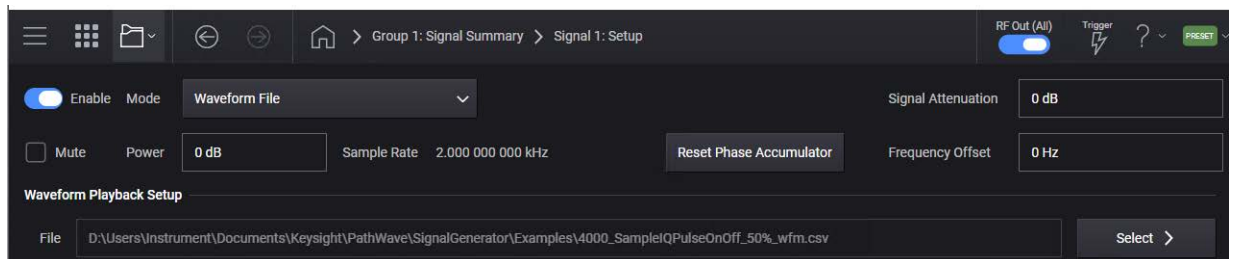 Group 1: Signal Summary > Signal 1: Setup RF Out (All) Trigger ? PRESET
Enable Mode Waveform File Signal Attenuation 0 dB
Mute Power 0 dB Sample Rate 2.000 000 000 kHz Reset Phase Accumulator Frequency Offset 0 Hz
Waveform Playback Setup
File D:\Users\Instrument\Documents\Keysight\PathWave\SignalGenerator\Examples\4000_SampleIQPulseOnOff_50%_wfm.csv Select >